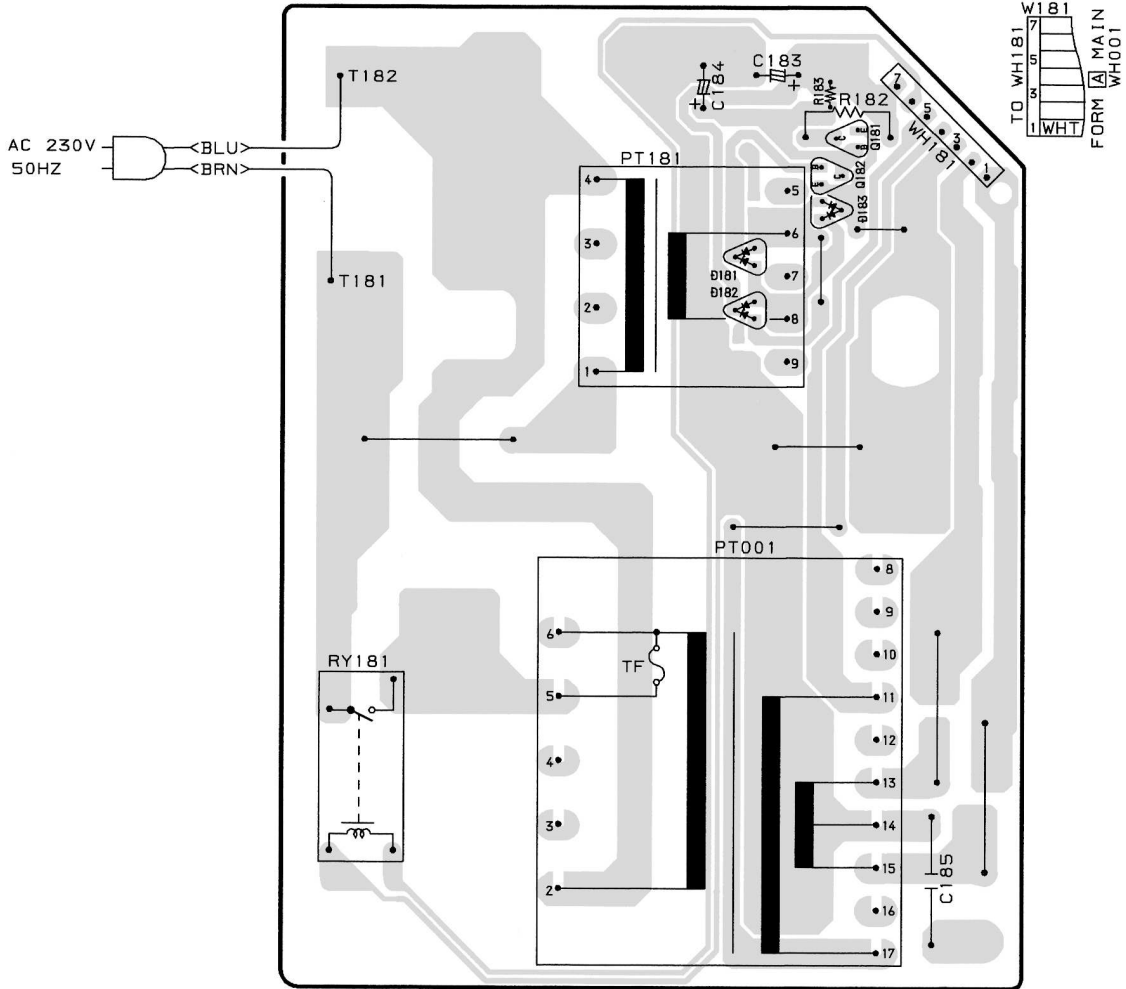 W181
TO WH181
7
5
3
1
WHT
FORM A MAIN
WH001
T182
C184
+
C183
+
R183
R182
7
5
3
1
WH181
AC 230V
50HZ
BLU
BRN
C
E
B
Q181
PT181
B
E
C
Q182
D183
4
3
2
1
5
6
7
8
9
D181
D182
T181
PT001
8
9
10
11
12
13
14
15
16
17
6
5
4
3
2
TF
RY181
C185